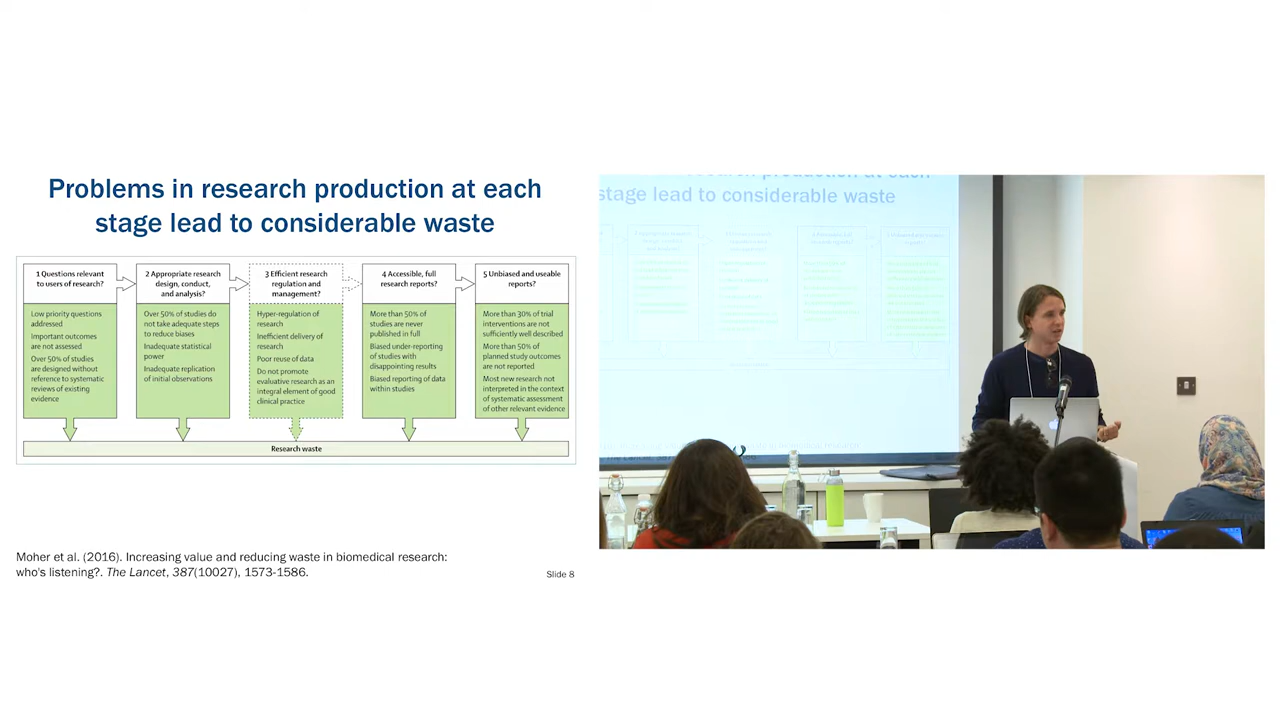 Problems in research production at each
stage lead to considerable waste
1 Questions relevant
to users of research?
2 Appropriate research
design, conduct,
and analysis?
3 Efficient research
regulation and
management?
4 Accessible, full
research reports?
5 Unbiased and useable
reports?
Low priority questions
addressed
Important outcomes
are not assessed
Over 50% of studies
are designed without
reference to systematic
reviews of existing
evidence
Over 50% of studies do
not take adequate steps
to reduce biases
Inadequate statistical
power
Inadequate replication
of initial observations
Hyper-regulation of
research
Inefficient delivery of
research
Poor reuse of data
Do not promote
evaluative research as an
integral element of good
clinical practice
More than 50% of
studies are never
published in full
Biased under-reporting
of studies with
disappointing results
Biased reporting of data
within studies
More than 30% of trial
interventions are not
sufficiently well described
More than 50% of
planned study outcomes
are not reported
Most new research not
interpreted in the context
of systematic assessment
of other relevant evidence
Research waste
Moher et al. (2016). Increasing value and reducing waste in biomedical research:
who's listening?. The Lancet, 387(10027), 1573-1586.
Slide 8
research production at each
stage lead to considerable waste